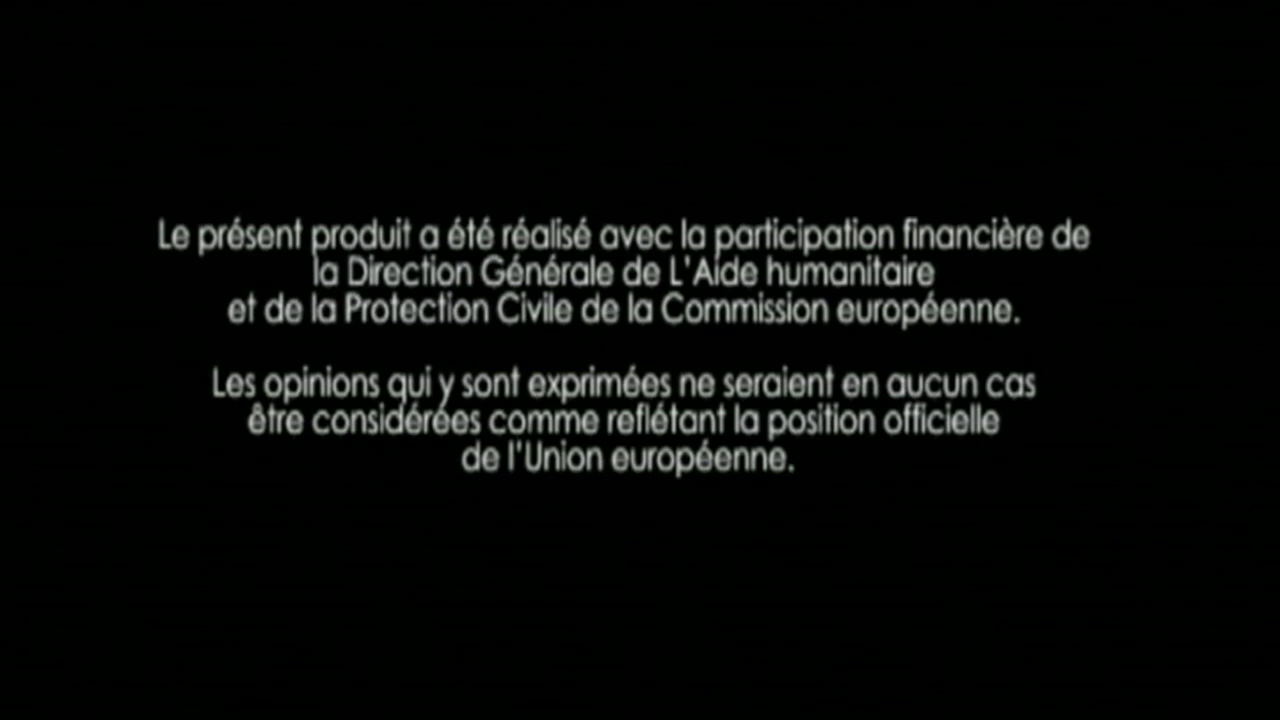 Le présent produit a été réalisé avec la participation financière de
la Direction Générale de L'Aide humanitaire
et de la Protection Civile de la Commission européenne.
Les opinions qui y sont exprimées ne seraient en aucun cas
être considérées comme reflétant la position officielle
de l'Union européenne.